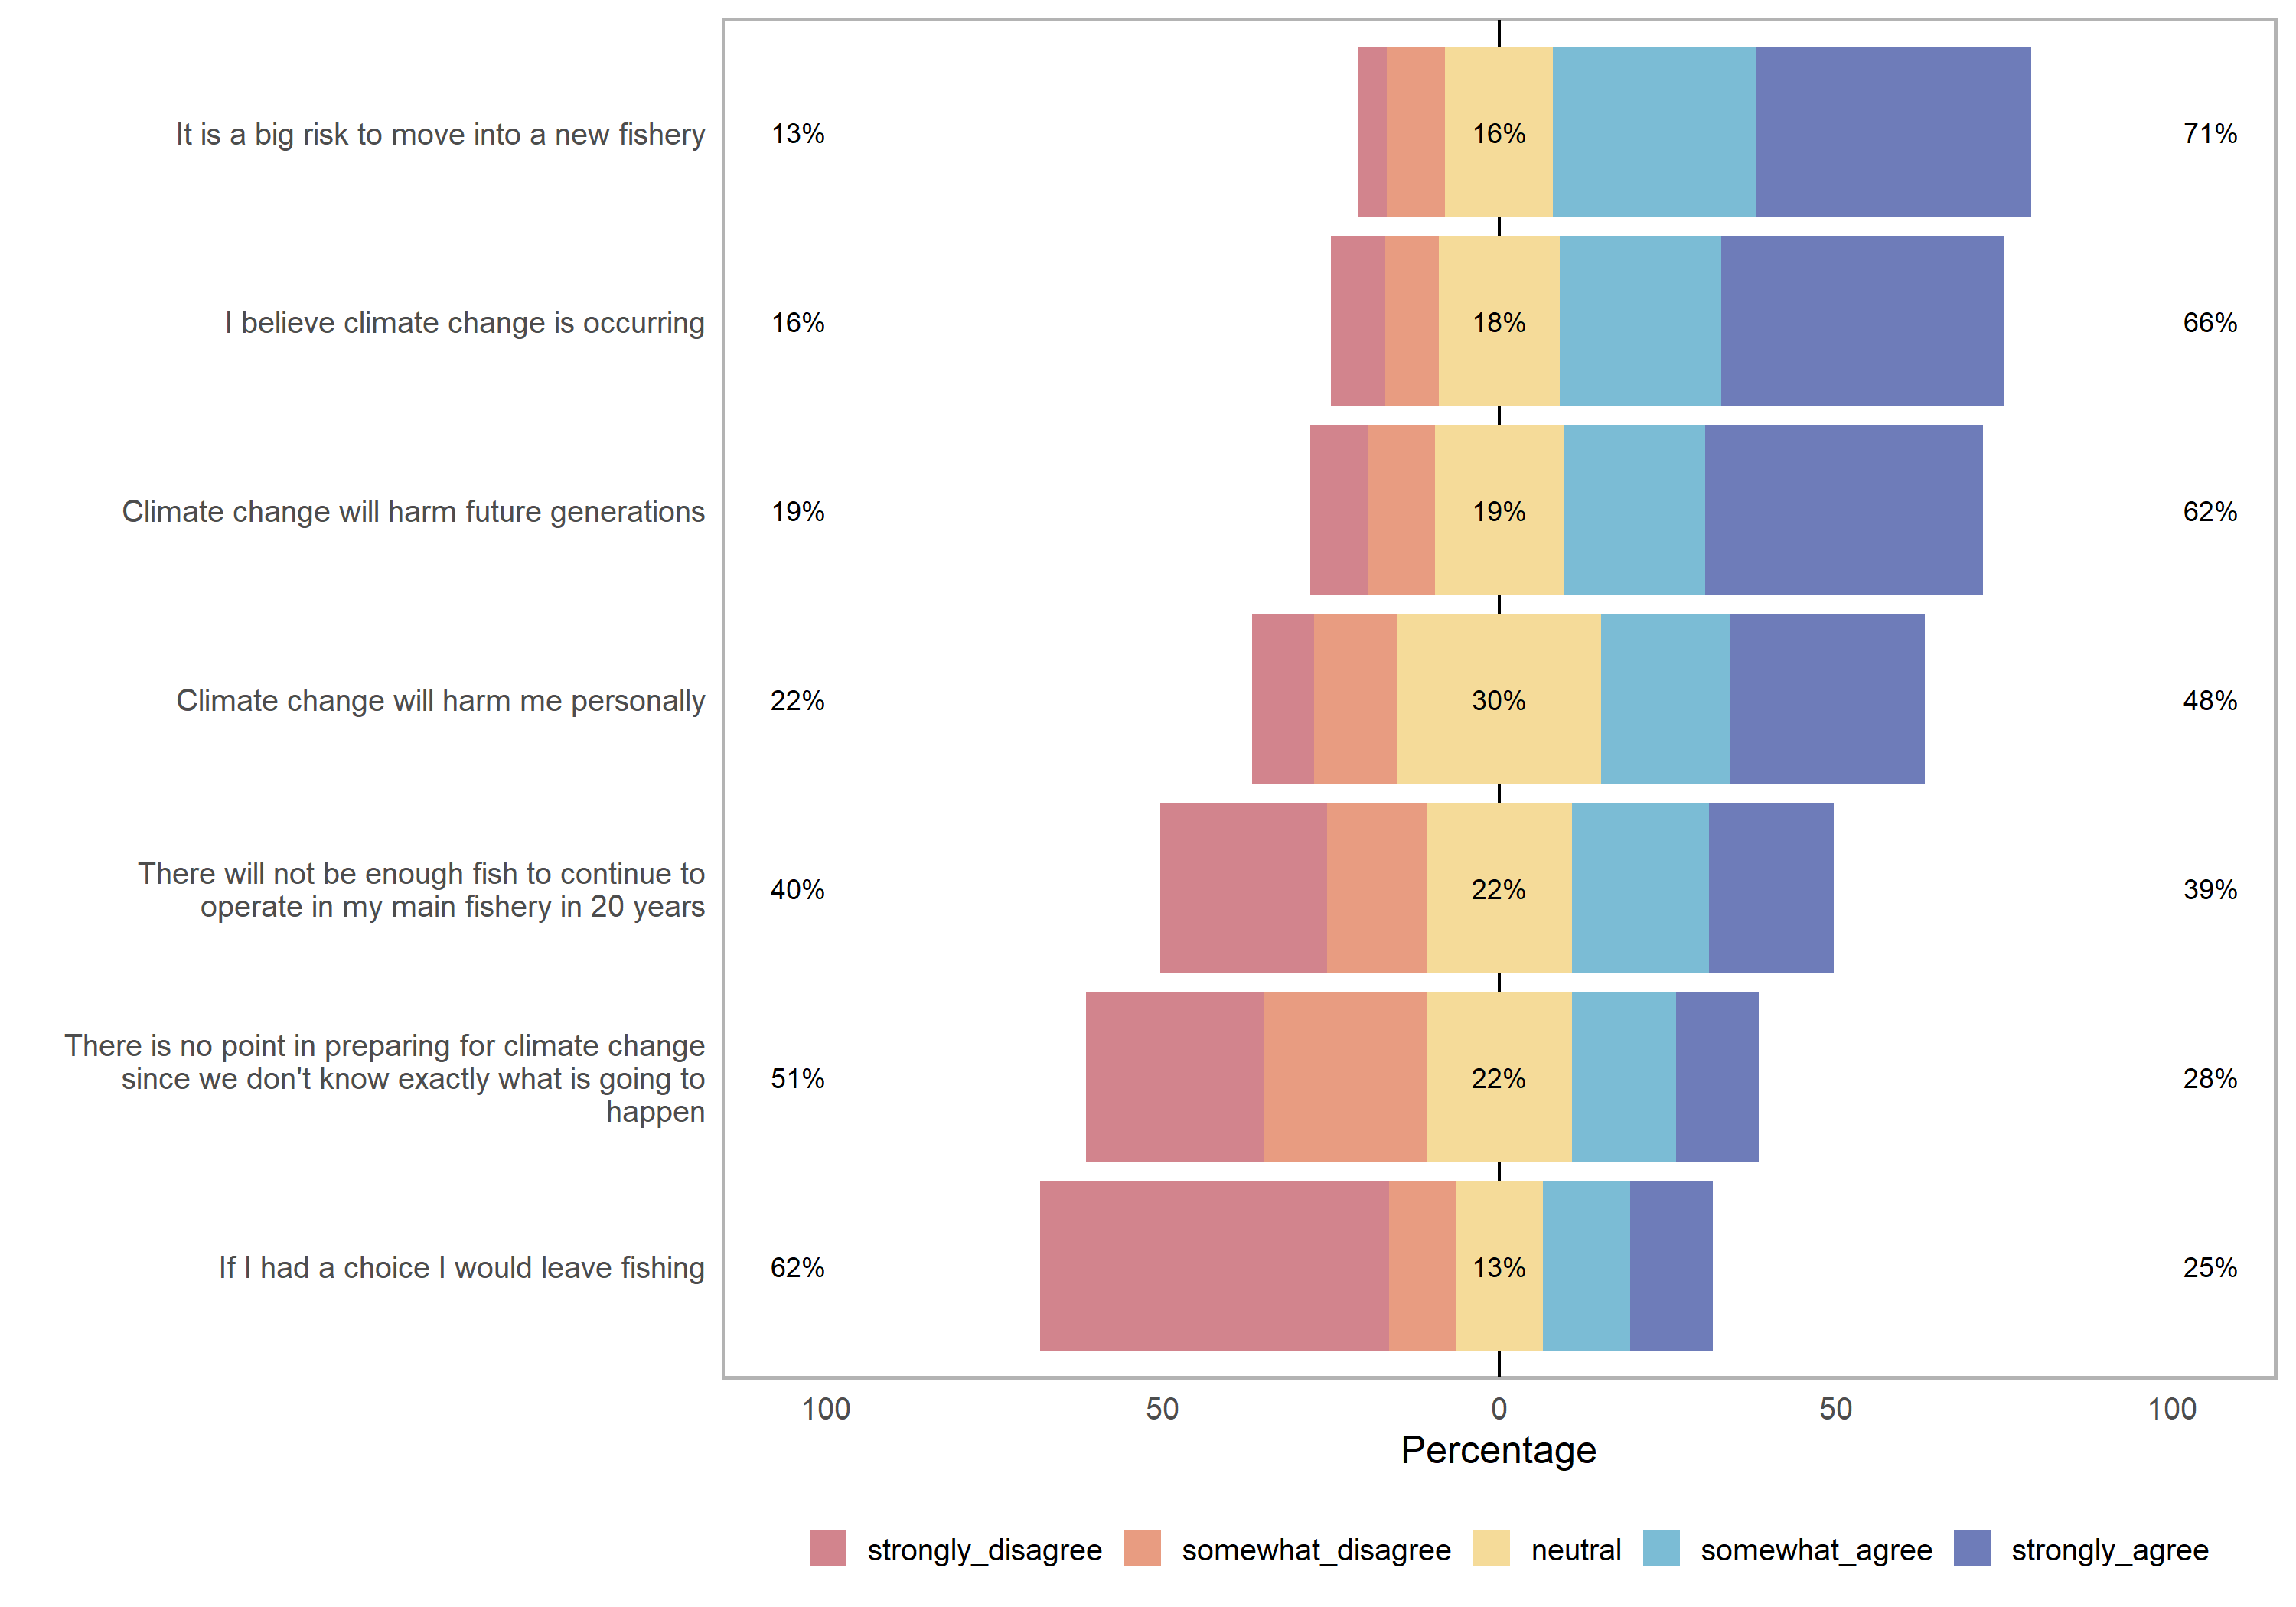 It is a big risk to move into a new fishery
13%
16%
71%
I believe climate change is occurring
16%
18%
66%
Climate change will harm future generations
19%
19%
62%
Climate change will harm me personally
22%
30%
48%
There will not be enough fish to continue to
operate in my main fishery in 20 years
40%
22%
39%
There is no point in preparing for climate change
since we don't know exactly what is going to
happen
51%
22%
28%
If I had a choice I would leave fishing
62%
13%
25%
100 50 0 50 100
Percentage
strongly_disagree somewhat_disagree neutral somewhat_agree strongly_agree